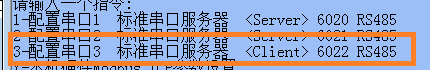 请输入一个指令:
1-配置串口1 标准串口服务器 <Server> 6020 RS485
2-配置串口2 标准串口服务器 <Server> 6021 RS485
3-配置串口3 标准串口服务器 <Client> 6022 RS485